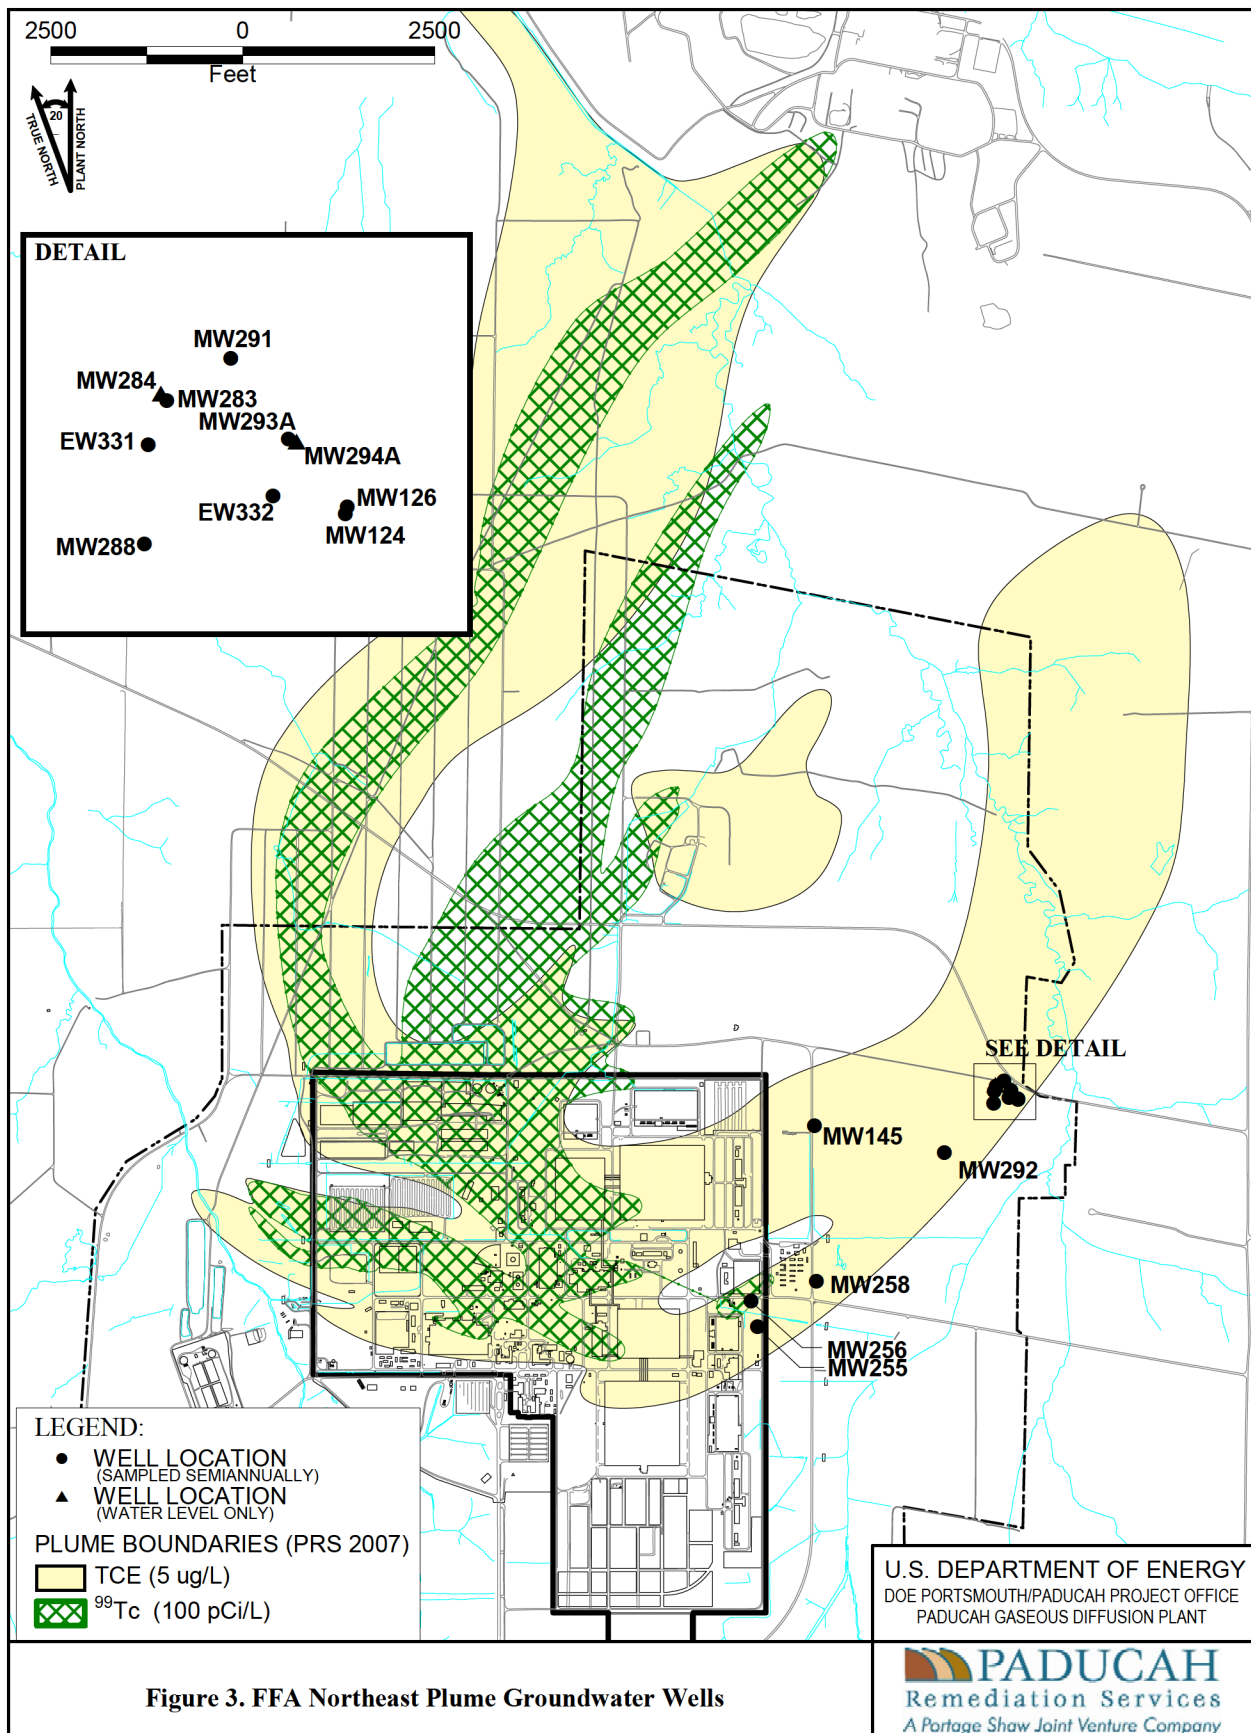 2500 0 2500
Feet
TRUE NORTH
20
PLANT NORTH
DETAIL
MW291
MW284
MW283
MW293A
EW331
MW294A
MW126
EW332
MW124
MW288
SEE DETAIL
MW145
MW292
MW258
MW256
MW255
LEGEND:
WELL LOCATION
(SAMPLED SEMIANNUALLY)
WELL LOCATION
(WATER LEVEL ONLY)
PLUME BOUNDARIES (PRS 2007)
TCE (5 ug/L)
99Tc (100 pCi/L)
U.S. DEPARTMENT OF ENERGY
DOE PORTSMOUTH/PADUCAH PROJECT OFFICE
PADUCAH GASEOUS DIFFUSION PLANT
Figure 3. FFA Northeast Plume Groundwater Wells
PADUCAH
Remediation Services
A Portage Shaw Joint Venture Company